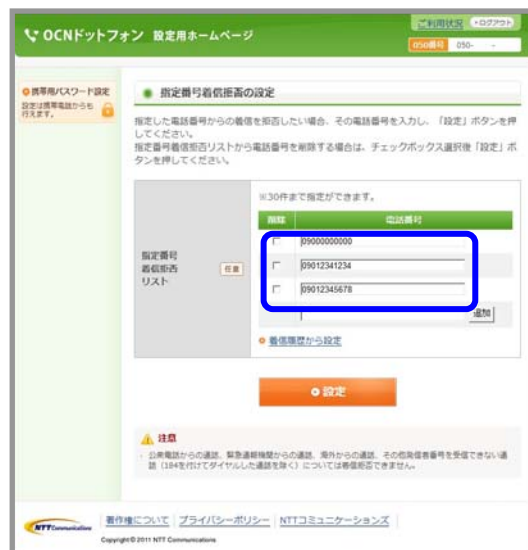 OCNドットフォン 設定用ホームページ
ご利用状況
ログアウト
050番号 050- -
携帯用パスワード設定
設定は携帯電話からも
行えます。
指定番号着信拒否の設定
指定した電話番号からの着信を拒否したい場合、その電話番号を入力し、「設定」ボタンを押
してください。
指定番号着信拒否リストから電話番号を削除する場合は、チェックボックス選択後「設定」ボ
タンを押してください。
指定番号
着信拒否
リスト
任意
※30件まで指定ができます。
削除 電話番号
09000000000
09012341234
09012345678
追加
着信履歴から設定
設定
注意
公衆電話からの通話、緊急通報機関からの通話、海外からの通話、その他発信者番号を受信できない通
話（184を付けてダイヤルした通話を除く）については着信拒否できません。
NTT Communications
著作権について プライバシーポリシー NTTコミュニケーションズ
Copyright © 2011 NTT Communications